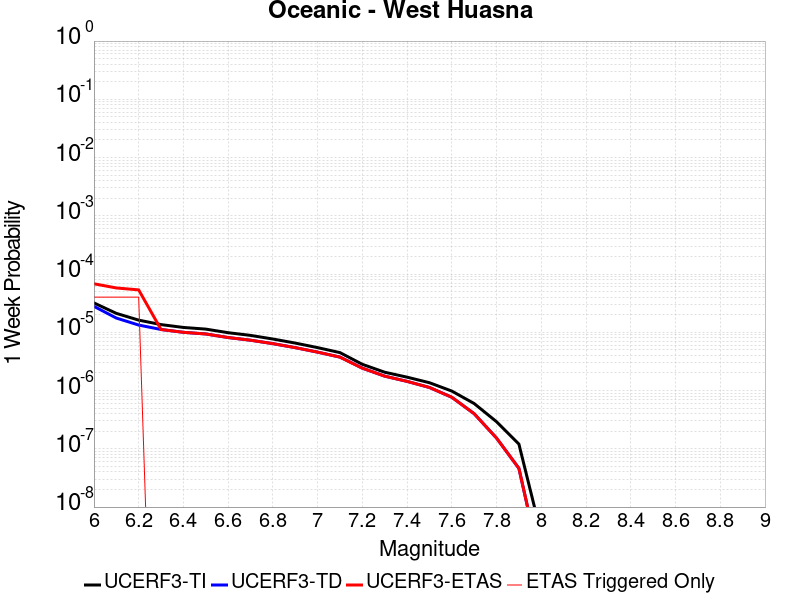 Oceanic - West Huasna
10^0
10^-1
10^-2
10^-3
10^-4
10^-5
10^-6
10^-7
10^-8
1 Week Probability
6 6.2 6.4 6.6 6.8 7 7.2 7.4 7.6 7.8 8 8.2 8.4 8.6 8.8 9
Magnitude
UCERF3-TI UCERF3-TD UCERF3-ETAS ETAS Triggered Only